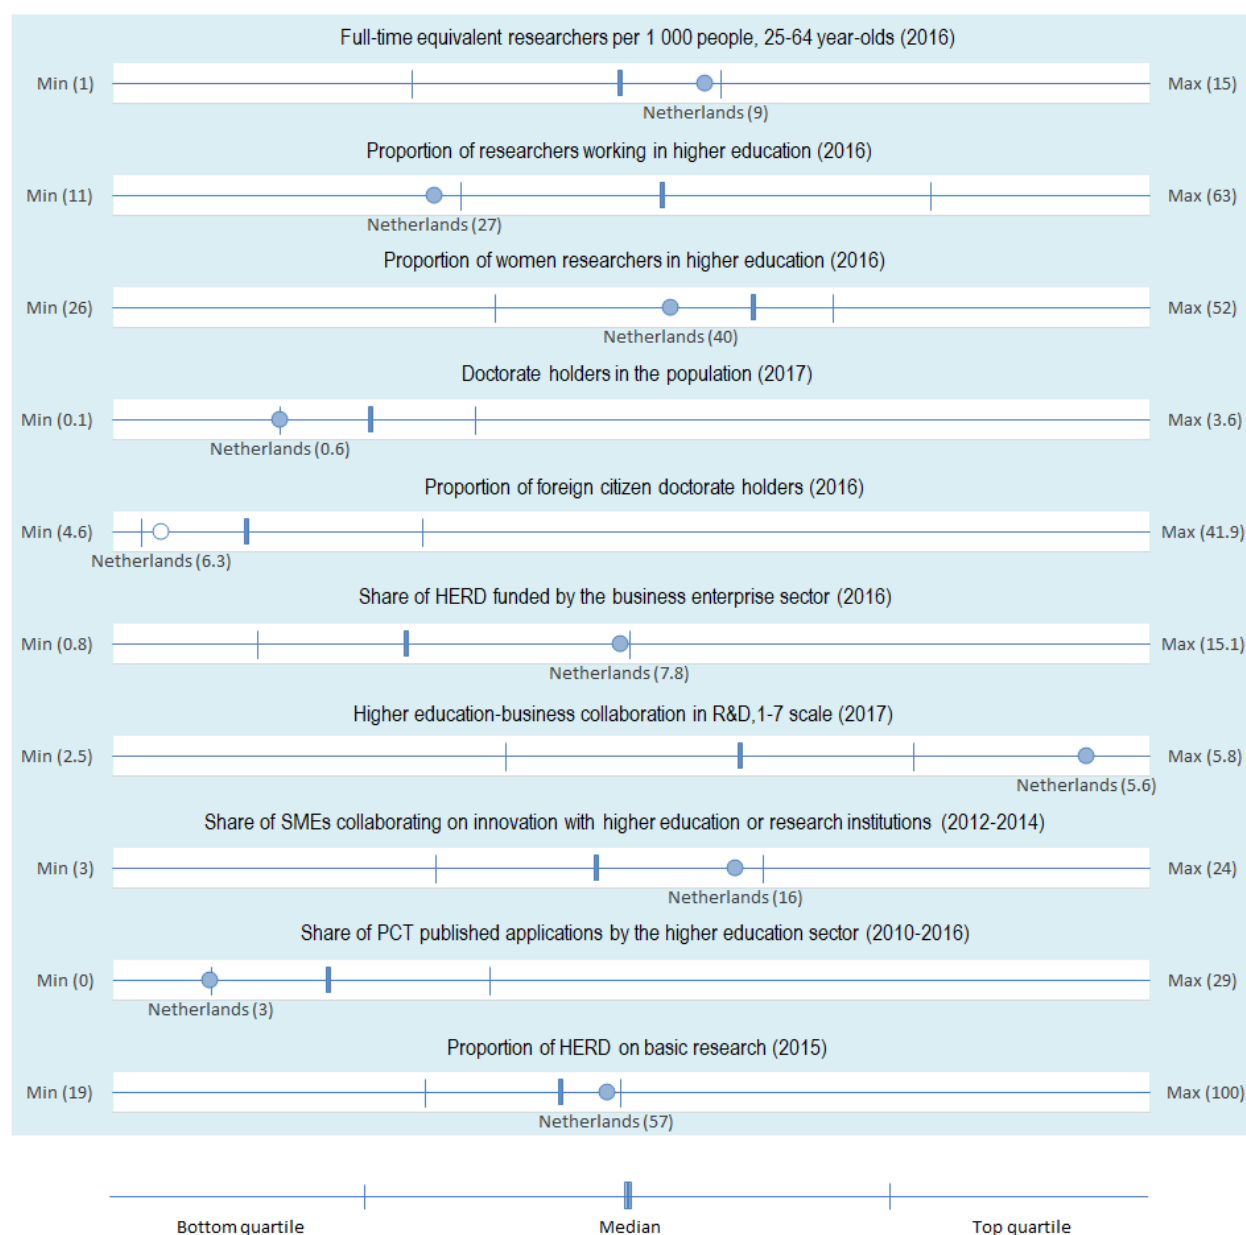 Full-time equivalent researchers per 1 000 people, 25-64 year-olds (2016)
Min (1)
Max (15)
Netherlands (9)
Proportion of researchers working in higher education (2016)
Min (11)
Max (63)
Netherlands (27)
Proportion of women researchers in higher education (2016)
Min (26)
Max (52)
Netherlands (40)
Doctorate holders in the population (2017)
Min (0.1)
Max (3.6)
Netherlands (0.6)
Proportion of foreign citizen doctorate holders (2016)
Min (4.6)
Max (41.9)
Netherlands (6.3)
Share of HERD funded by the business enterprise sector (2016)
Min (0.8)
Max (15.1)
Netherlands (7.8)
Higher education-business collaboration in R&D,1-7 scale (2017)
Min (2.5)
Max (5.8)
Netherlands (5.6)
Share of SMEs collaborating on innovation with higher education or research institutions (2012-2014)
Min (3)
Max (24)
Netherlands (16)
Share of PCT published applications by the higher education sector (2010-2016)
Min (0)
Max (29)
Netherlands (3)
Proportion of HERD on basic research (2015)
Min (19)
Max (100)
Netherlands (57)
Bottom quartile Median Top quartile